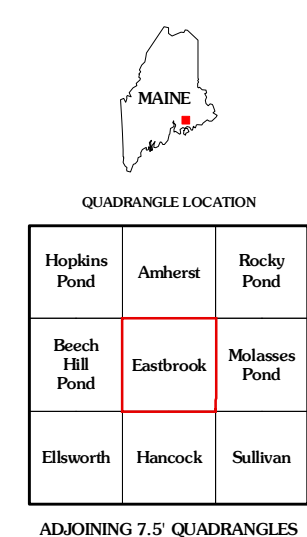 MAINE
QUADRANGLE LOCATION
Hopkins
Pond
Amherst
Rocky
Pond
Beech
Hill
Pond
Eastbrook
Molasses
Pond
Ellsworth
Hancock
Sullivan
ADJOINING 7.5' QUADRANGLES